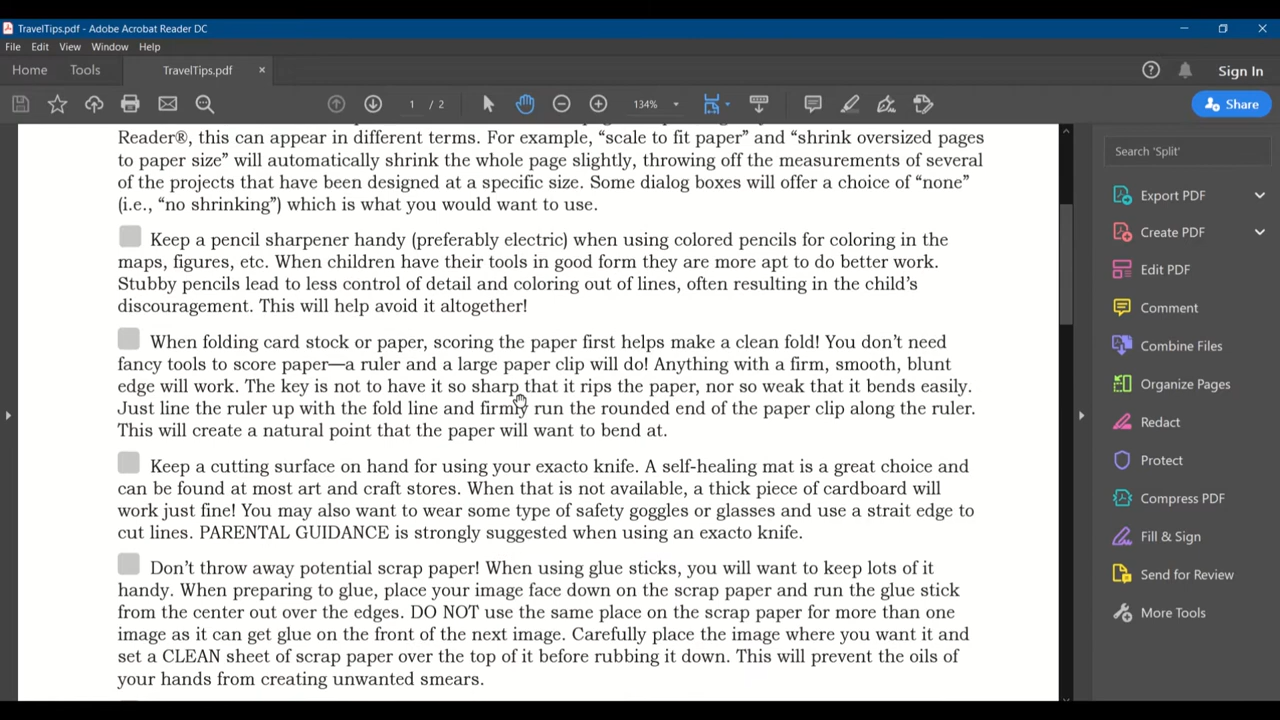 TravelTips.pdf - Adobe Acrobat Reader DC
File Edit View Window Help
Home Tools TravelTips.pdf × Sign In
1 / 2 134% Share
Reader®, this can appear in different terms. For example, “scale to fit paper” and “shrink oversized pages
to paper size” will automatically shrink the whole page slightly, throwing off the measurements of several
of the projects that have been designed at a specific size. Some dialog boxes will offer a choice of “none”
(i.e., “no shrinking”) which is what you would want to use.
Keep a pencil sharpener handy (preferably electric) when using colored pencils for coloring in the
maps, figures, etc. When children have their tools in good form they are more apt to do better work.
Stubby pencils lead to less control of detail and coloring out of lines, often resulting in the child’s
discouragement. This will help avoid it altogether!
When folding card stock or paper, scoring the paper first helps make a clean fold! You don’t need
fancy tools to score paper—a ruler and a large paper clip will do! Anything with a firm, smooth, blunt
edge will work. The key is not to have it so sharp that it rips the paper, nor so weak that it bends easily.
Just line the ruler up with the fold line and firmly run the rounded end of the paper clip along the ruler.
This will create a natural point that the paper will want to bend at.
Keep a cutting surface on hand for using your exacto knife. A self-healing mat is a great choice and
can be found at most art and craft stores. When that is not available, a thick piece of cardboard will
work just fine! You may also want to wear some type of safety goggles or glasses and use a strait edge to
cut lines. PARENTAL GUIDANCE is strongly suggested when using an exacto knife.
Don’t throw away potential scrap paper! When using glue sticks, you will want to keep lots of it
handy. When preparing to glue, place your image face down on the scrap paper and run the glue stick
from the center out over the edges. DO NOT use the same place on the scrap paper for more than one
image as it can get glue on the front of the next image. Carefully place the image where you want it and
set a CLEAN sheet of scrap paper over the top of it before rubbing it down. This will prevent the oils of
your hands from creating unwanted smears.
Search 'Split'
Export PDF
Create PDF
Edit PDF
Comment
Combine Files
Organize Pages
Redact
Protect
Compress PDF
Fill & Sign
Send for Review
More Tools